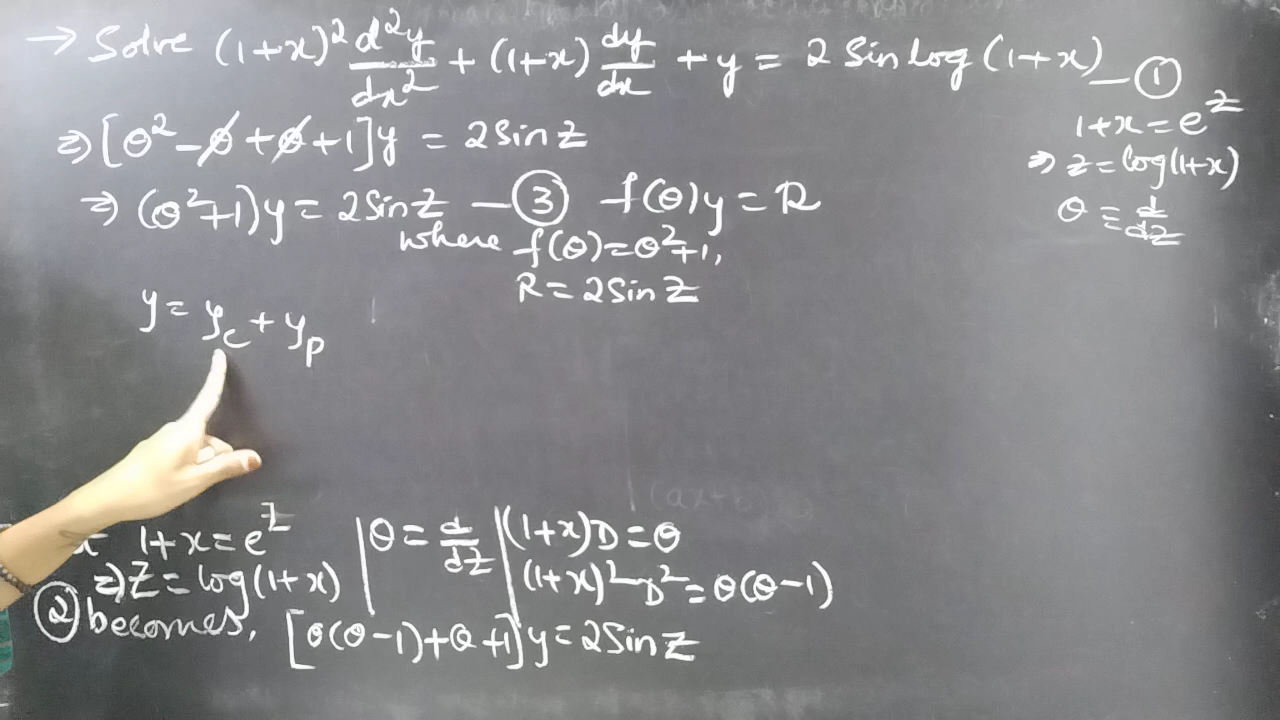 → Solve (1+x)² d²y/dx² + (1+x) dy/dx + y = 2 Sin log (1+x) — ①
1+x = e^z
⇒ z = log(1+x)
θ = d/dz
⇒ [θ² - θ + θ + 1]y = 2 Sin z
⇒ (θ²+1)y = 2 Sin z — ③ f(θ)y = R
where f(θ) = θ²+1,
R = 2 Sin z
y = y_c + y_p
1+x = e^z | θ = d/dz | (1+x)D = θ
⇒ z = log(1+x) | (1+x)² D² = θ(θ-1)
② becomes, [θ(θ-1)+θ+1]y = 2 Sin z